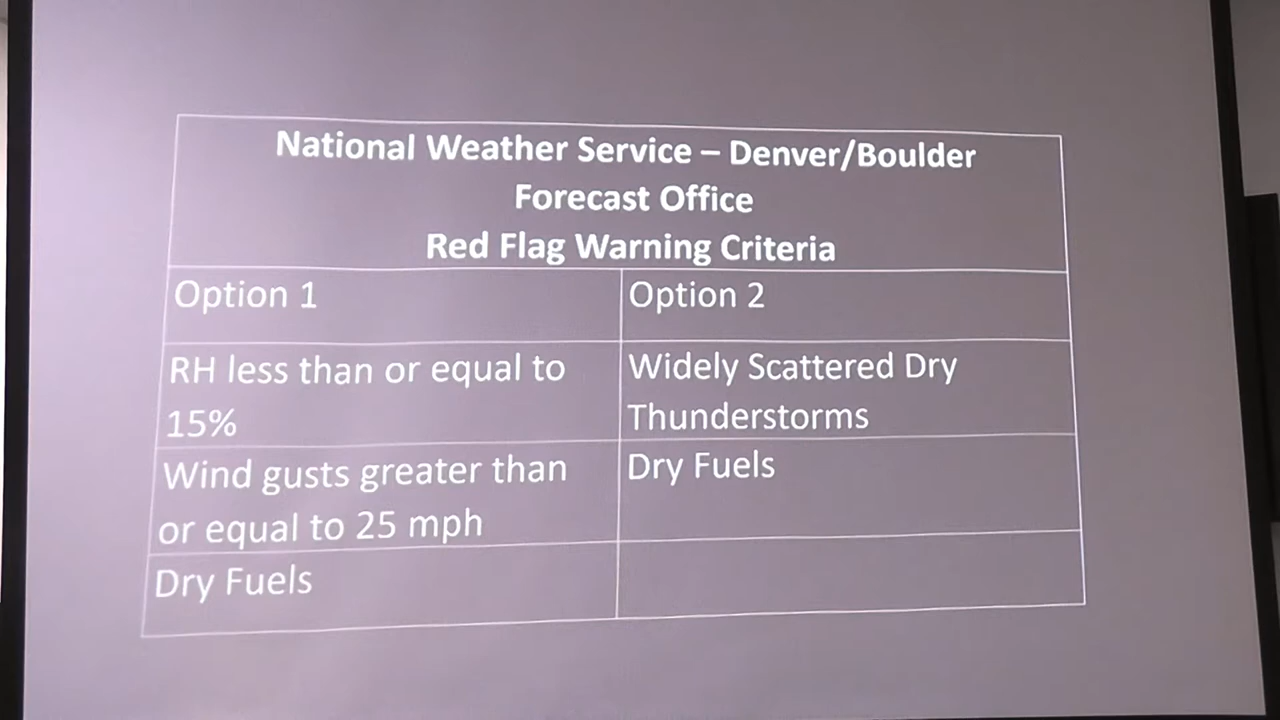 National Weather Service – Denver/Boulder
Forecast Office
Red Flag Warning Criteria
Option 1
Option 2
RH less than or equal to
15%
Widely Scattered Dry
Thunderstorms
Wind gusts greater than
or equal to 25 mph
Dry Fuels
Dry Fuels